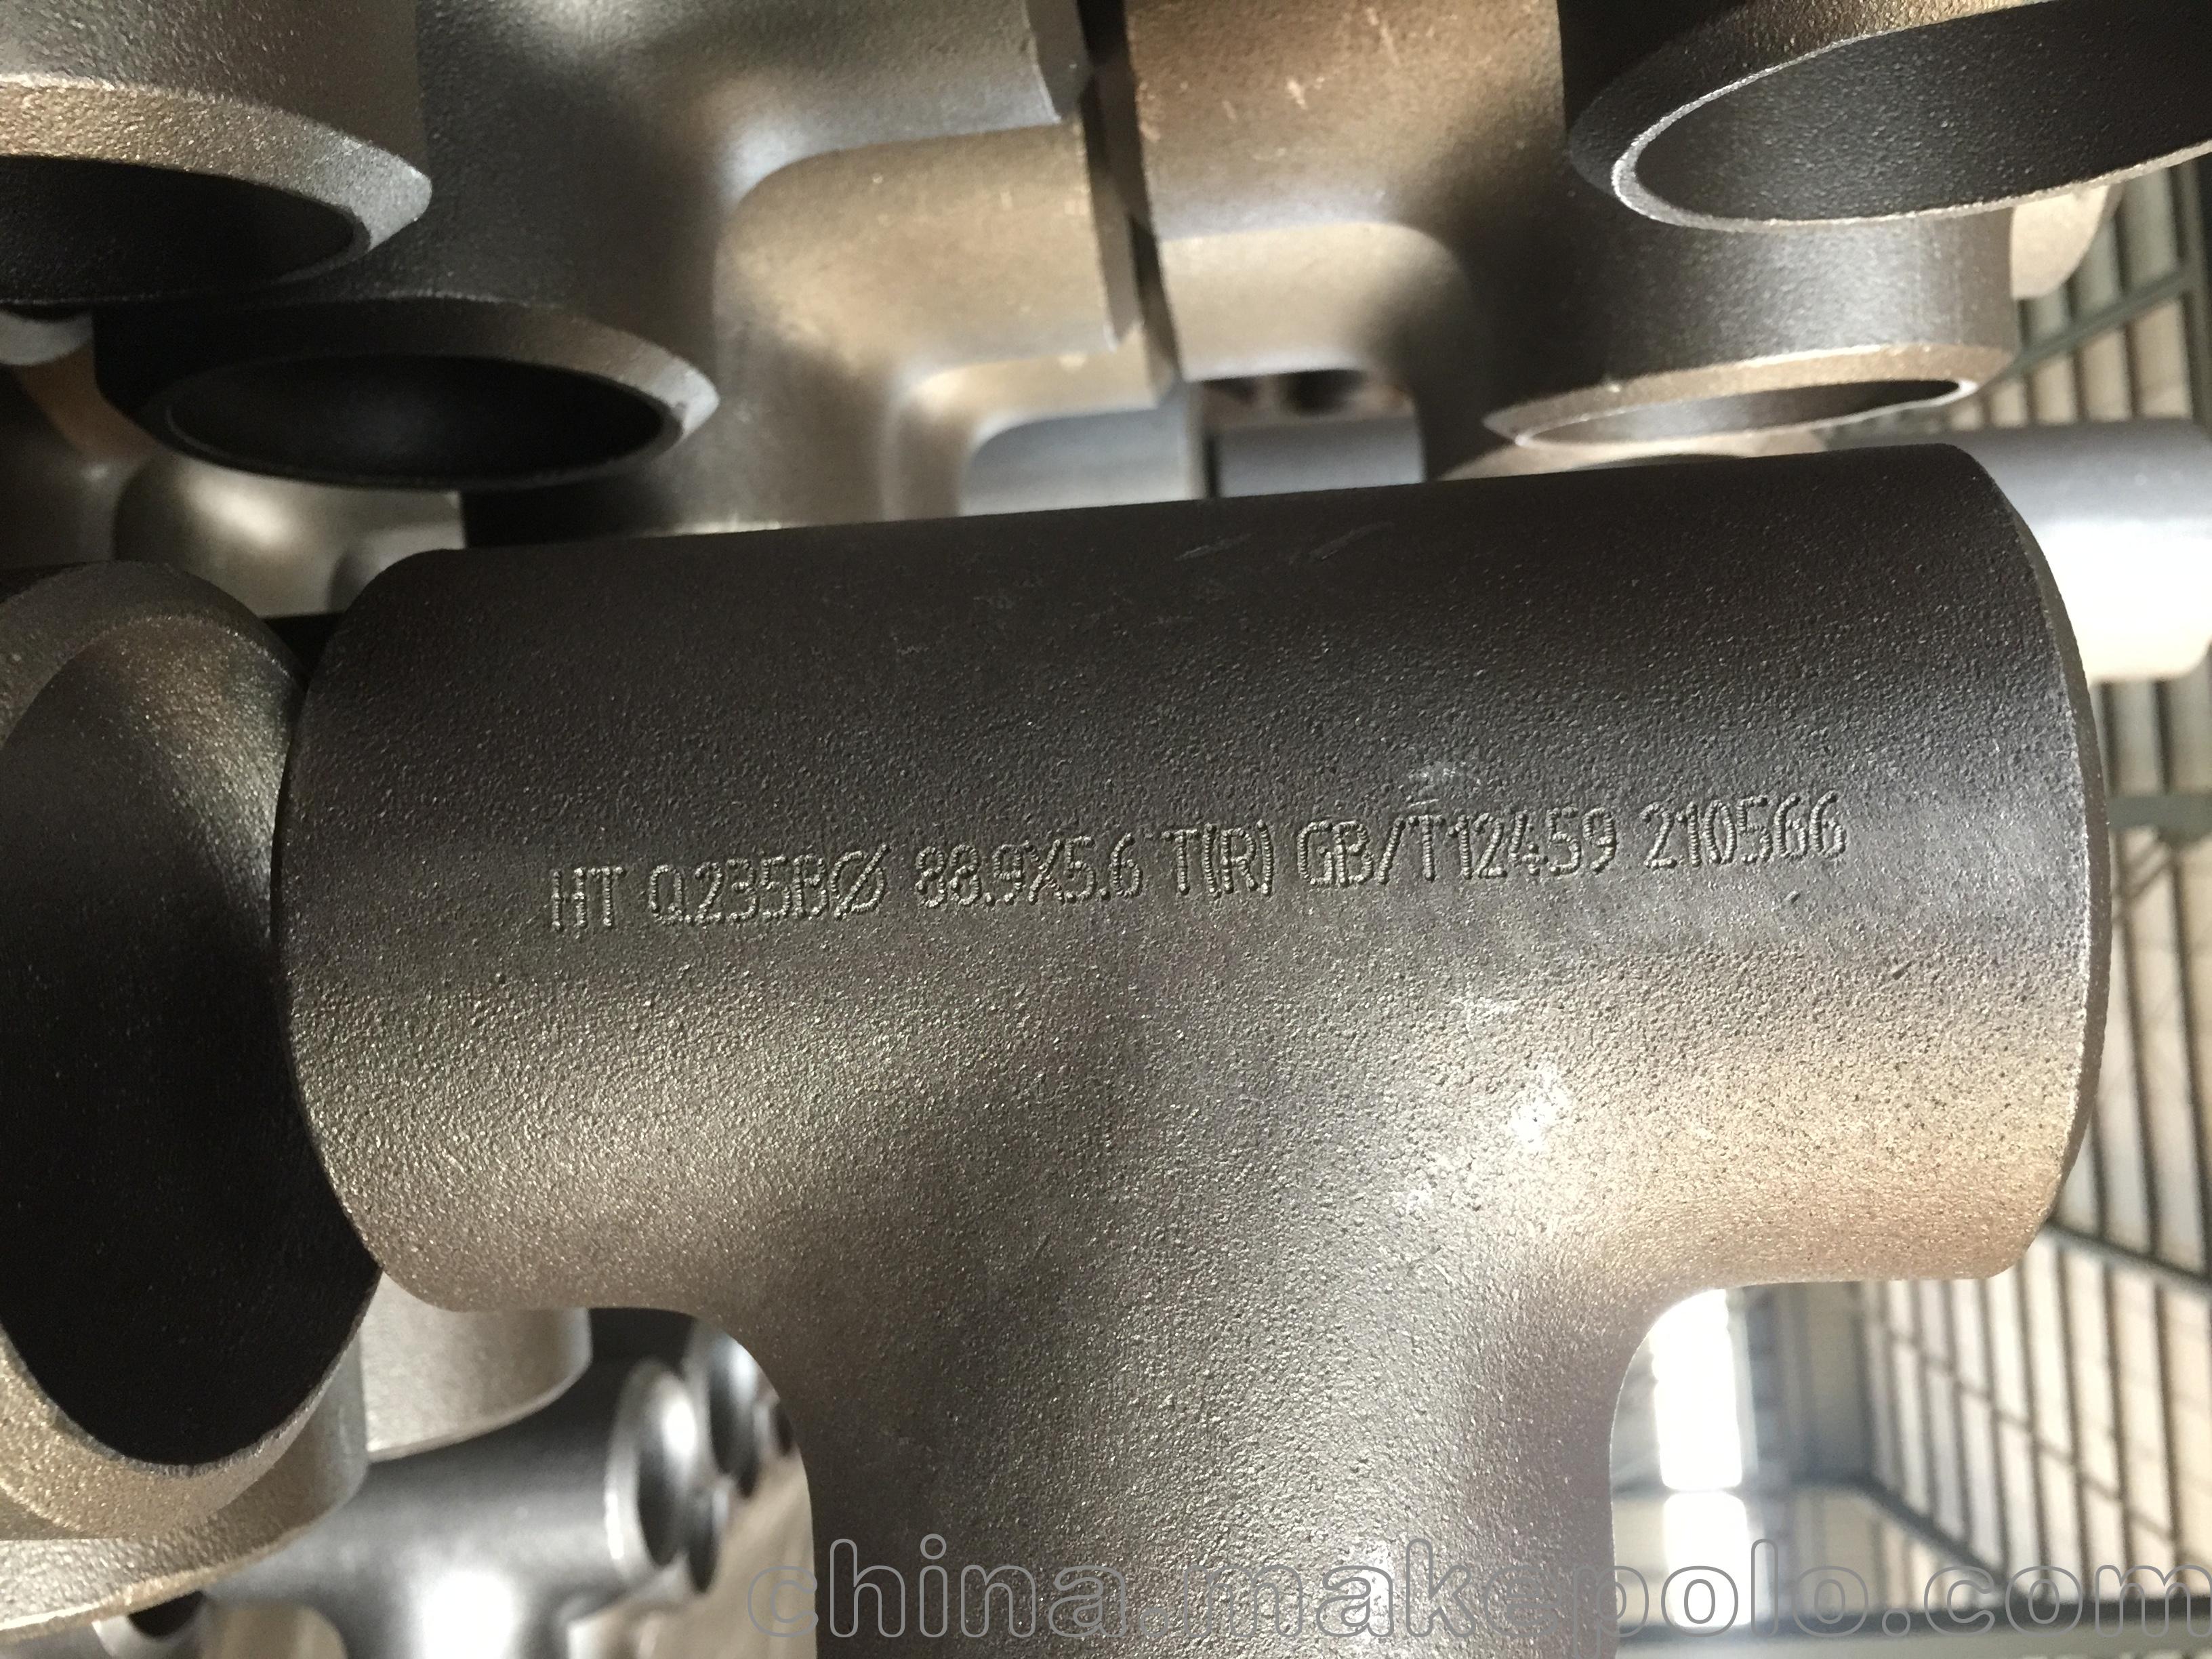 HT Q235BØ 88.9X5.6 T(R) GB/T12459 210566
china.makepolo.com